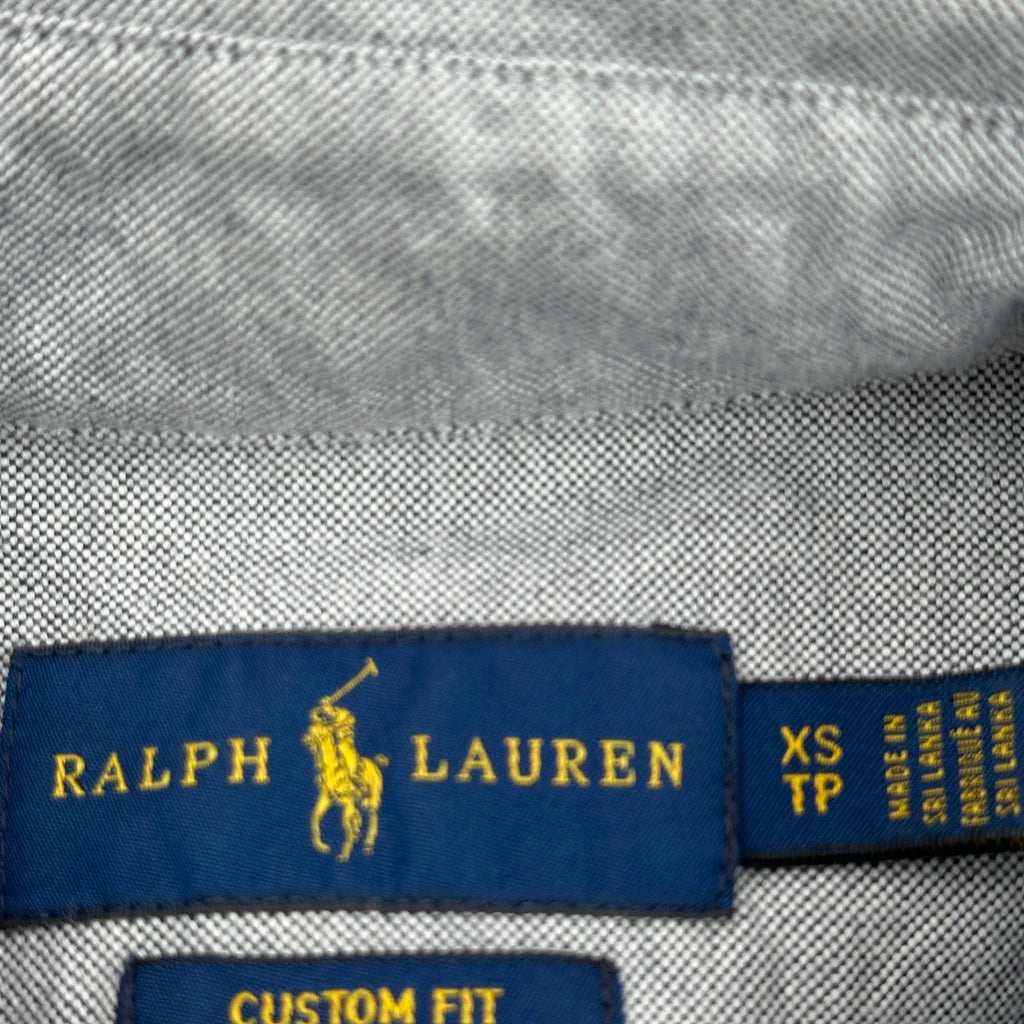 RALPH LAUREN
XS
TP
MADE IN
SRI LANKA
FABRIQUÉ AU
SRI LANKA
CUSTOM FIT